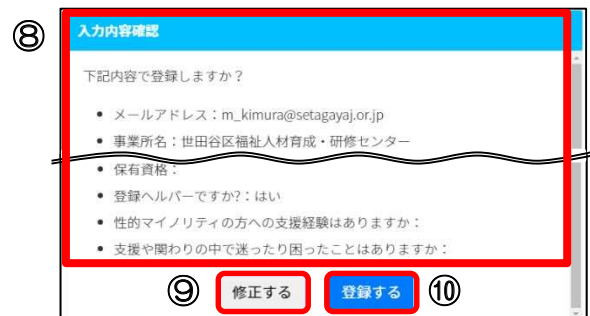 ⑧
入力内容確認
下記内容で登録しますか？
• メールアドレス：m_kimura@setagayaj.or.jp
• 事業所名：世田谷区福祉人材育成・研修センター
• 保有資格：
• 登録ヘルパーですか?：はい
• 性的マイノリティの方への支援経験はありますか：
• 支援や関わりの中で迷ったり困ったことはありますか：
⑨ 修正する 登録する ⑩